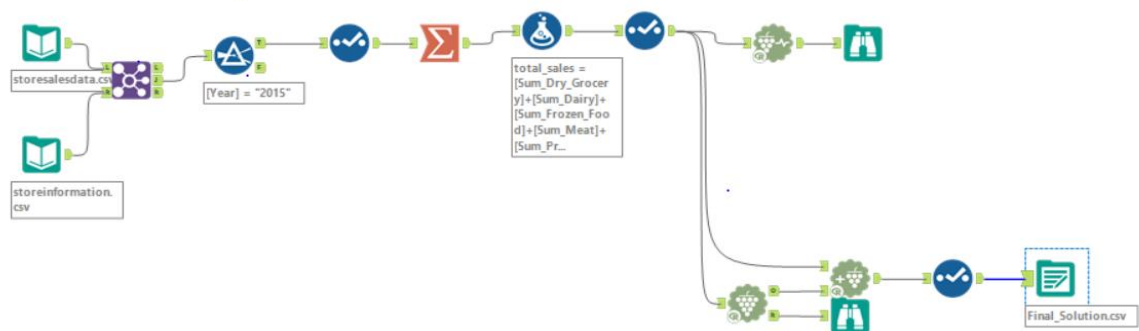 storesalesdata.csv
[Year] = "2015"
total_sales =
[Sum_Dry_Grocer
y]+[Sum_Dairy]+
[Sum_Frozen_Foo
d]+[Sum_Meat]+
[Sum_Pr...
storeinformation.
csv
Final_Solution.csv